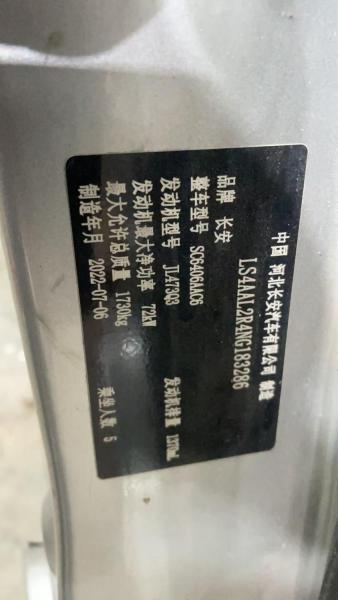 中国 河北长安汽车有限公司 制造
LS4AAL2R4NG183286
品牌 长安
整车型号 SC6406AAC6
发动机型号 JL473Q3 发动机排量 1370mL
发动机最大净功率 72kW
最大允许总质量 1730kg
制造年月 2022-07-06 乘坐人数 5